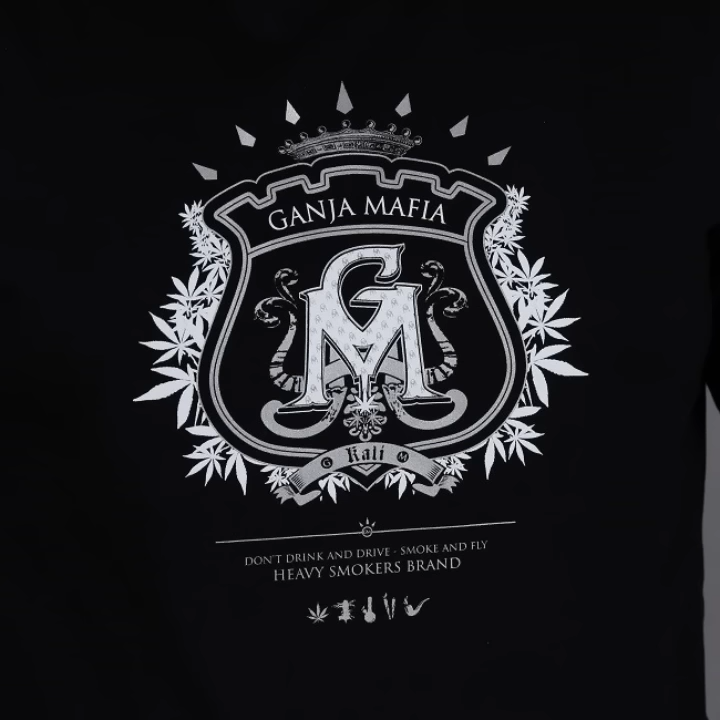 GANJA MAFIA
GM
G Kali M
DON'T DRINK AND DRIVE - SMOKE AND FLY
HEAVY SMOKERS BRAND